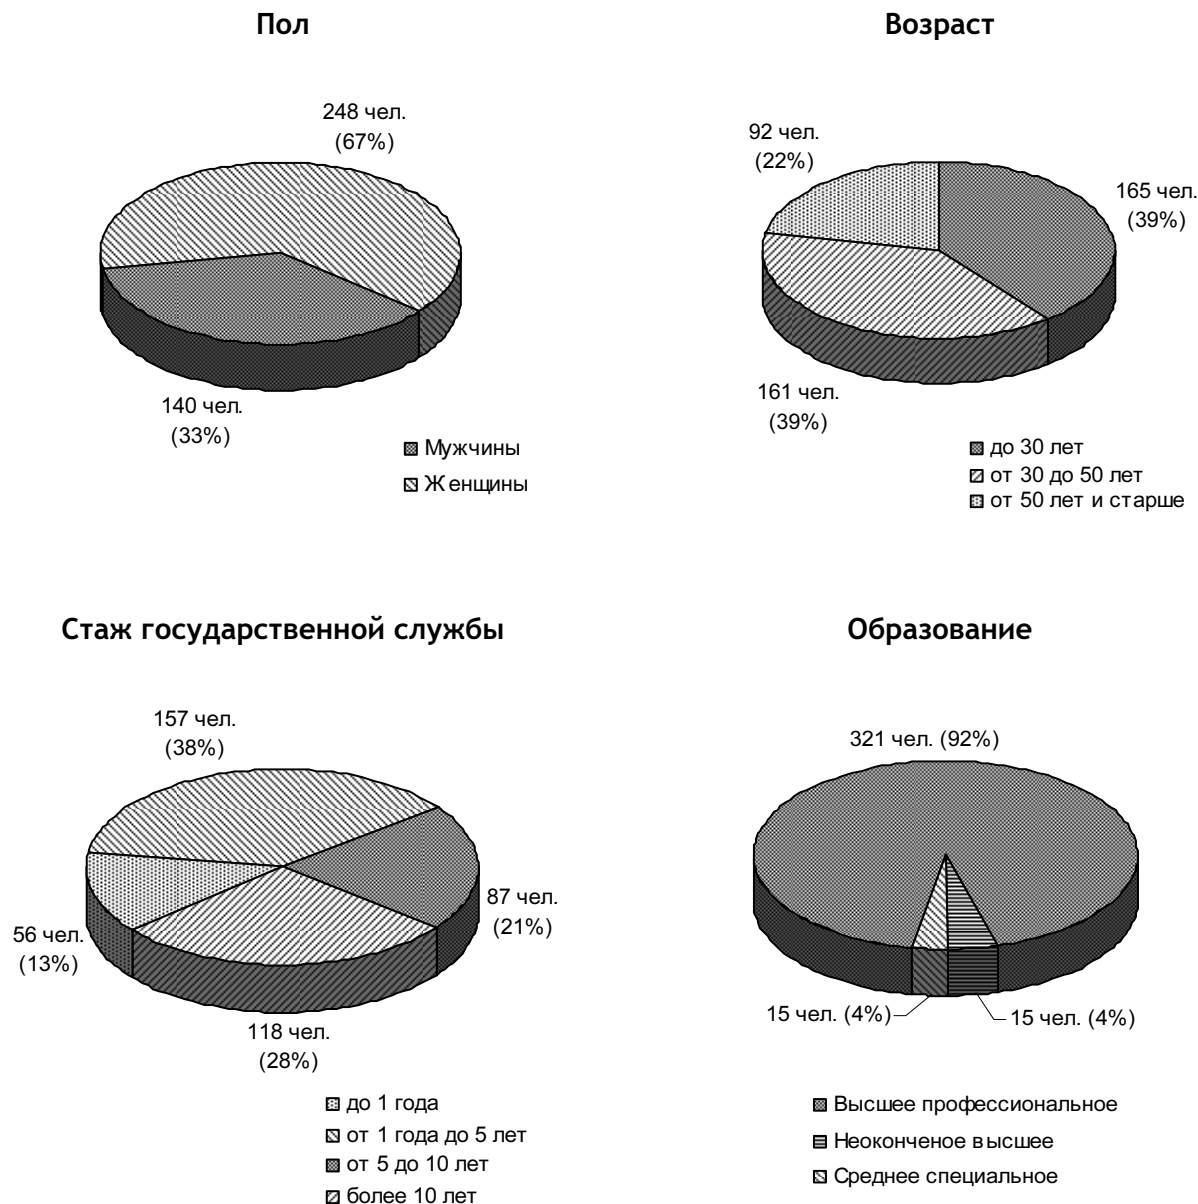 Пол
248 чел.
(67%)
140 чел.
(33%)
Мужчины
Женщины
Возраст
92 чел.
(22%)
165 чел.
(39%)
161 чел.
(39%)
до 30 лет
от 30 до 50 лет
от 50 лет и старше
Стаж государственной службы
157 чел.
(38%)
87 чел.
(21%)
56 чел.
(13%)
118 чел.
(28%)
до 1 года
от 1 года до 5 лет
от 5 до 10 лет
более 10 лет
Образование
321 чел. (92%)
15 чел. (4%)
15 чел. (4%)
Высшее профессиональное
Неоконченое высшее
Среднее специальное